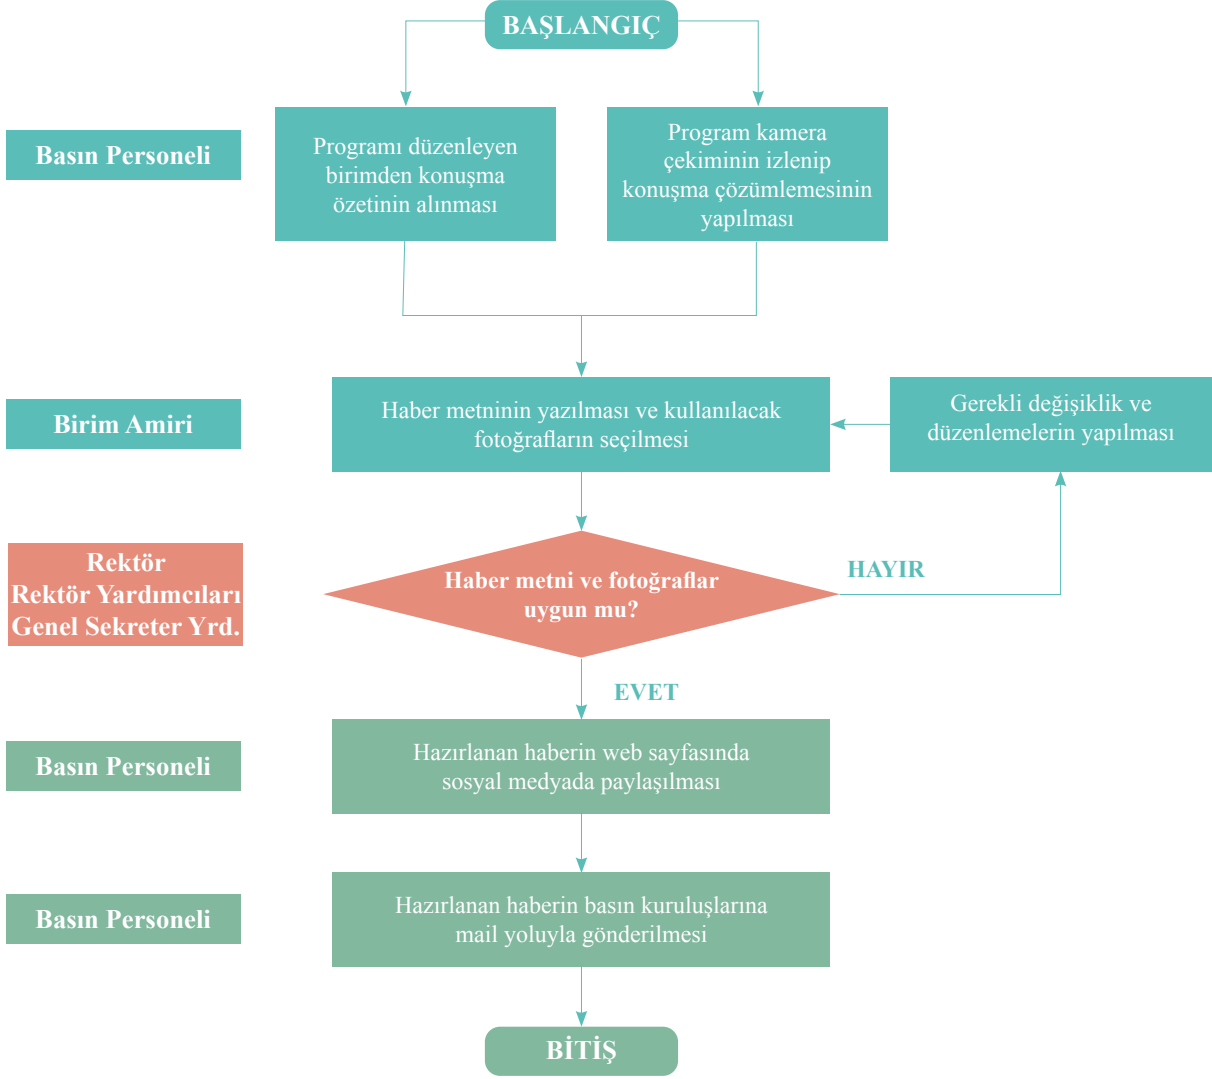 BAŞLANGIÇ
Basın Personeli
Programı düzenleyen
birimden konuşma
özetinin alınması
Program kamera
çekiminin izlenip
konuşma çözümlemesinin
yapılması
Birim Amiri
Haber metninin yazılması ve kullanılacak
fotoğrafların seçilmesi
Gerekli değişiklik ve
düzenlemelerin yapılması
Rektör
Rektör Yardımcıları
Genel Sekreter Yrd.
Haber metni ve fotoğraflar
uygun mu?
HAYIR
EVET
Basın Personeli
Hazırlanan haberin web sayfasında
sosyal medyada paylaşılması
Basın Personeli
Hazırlanan haberin basın kuruluşlarına
mail yoluyla gönderilmesi
BİTİŞ